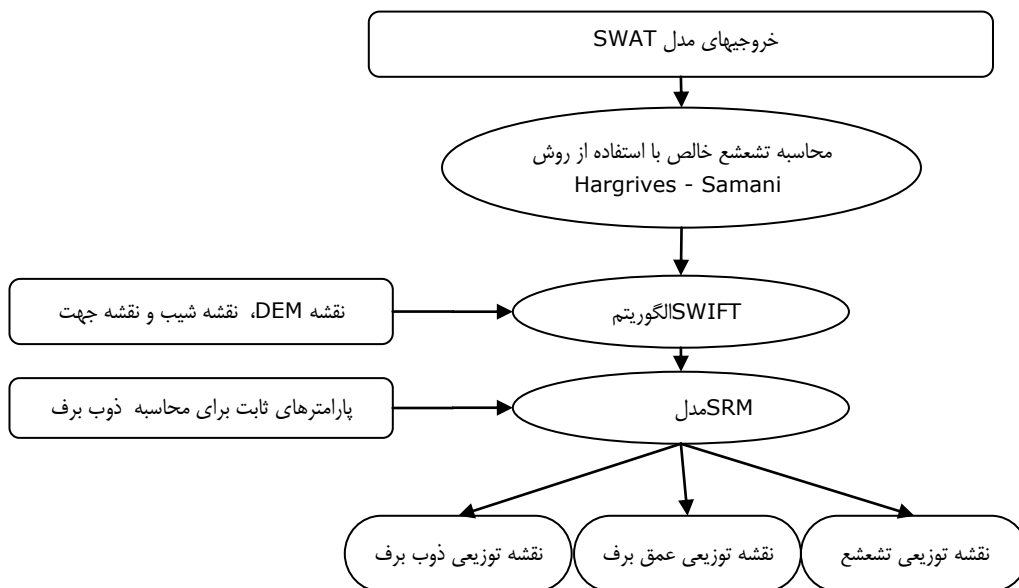 خروجیهای مدل SWAT
محاسبه تشعشع خالص با استفاده از روش
Hargrives - Samani
نقشه DEM، نقشه شیب و نقشه جهت
SWIFTالگوریتم
پارامترهای ثابت برای محاسبه ذوب برف
SRMمدل
نقشه توزیعی تشعشع
نقشه توزیعی عمق برف
نقشه توزیعی ذوب برف